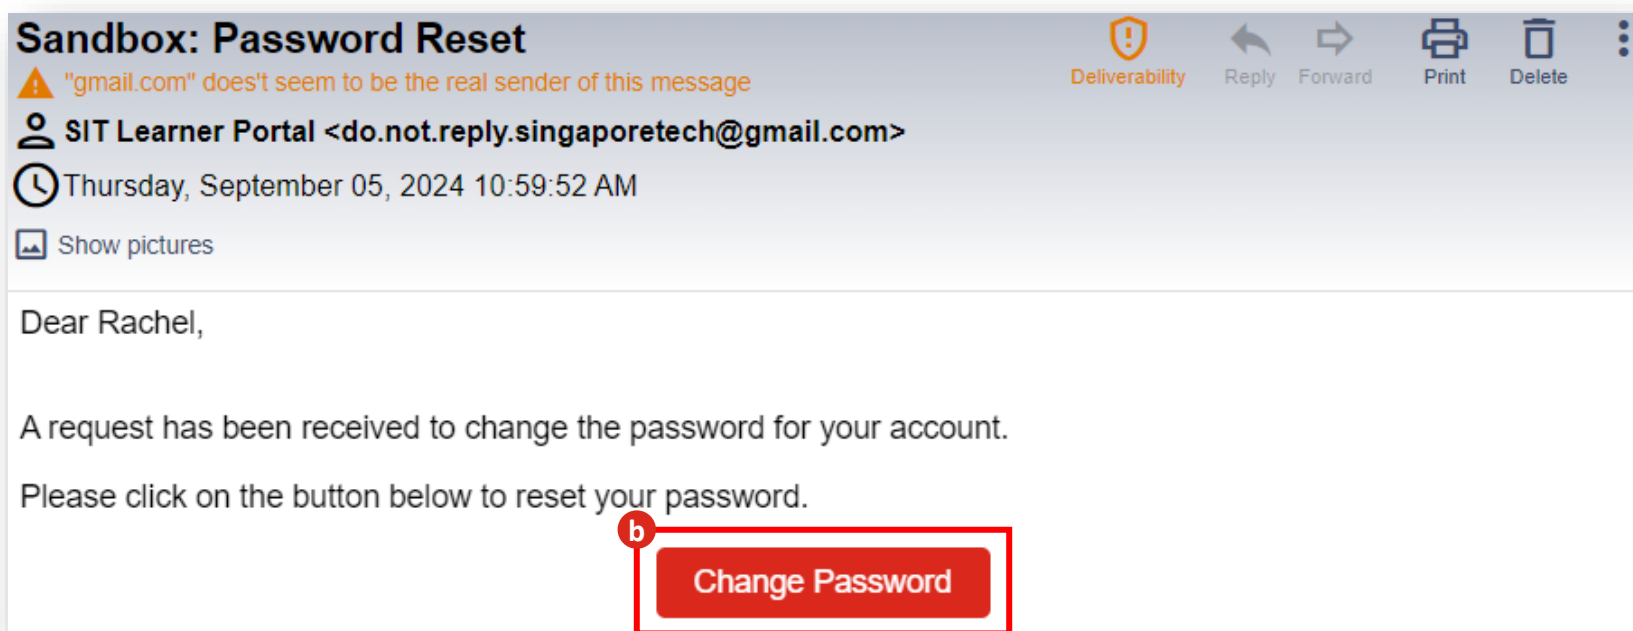 Sandbox: Password Reset
Deliverability
Reply
Forward
Print
Delete
"gmail.com" does't seem to be the real sender of this message
SIT Learner Portal <do.not.reply.singaporetech@gmail.com>
Thursday, September 05, 2024 10:59:52 AM
Show pictures
Dear Rachel,
A request has been received to change the password for your account.
Please click on the button below to reset your password.
b
Change Password